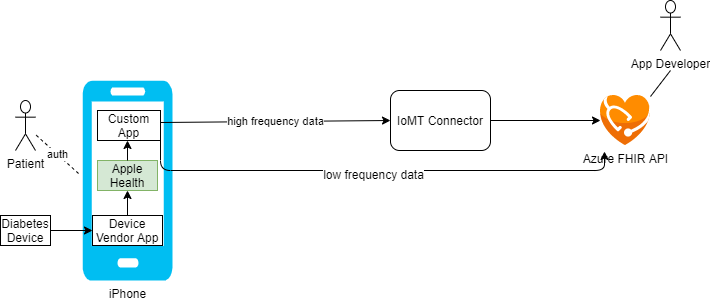 App Developer
Custom
App
high frequency data
IoMT Connector
Patient
auth
Azure FHIR API
Apple
Health
low frequency data
Diabetes
Device
Device
Vendor App
iPhone